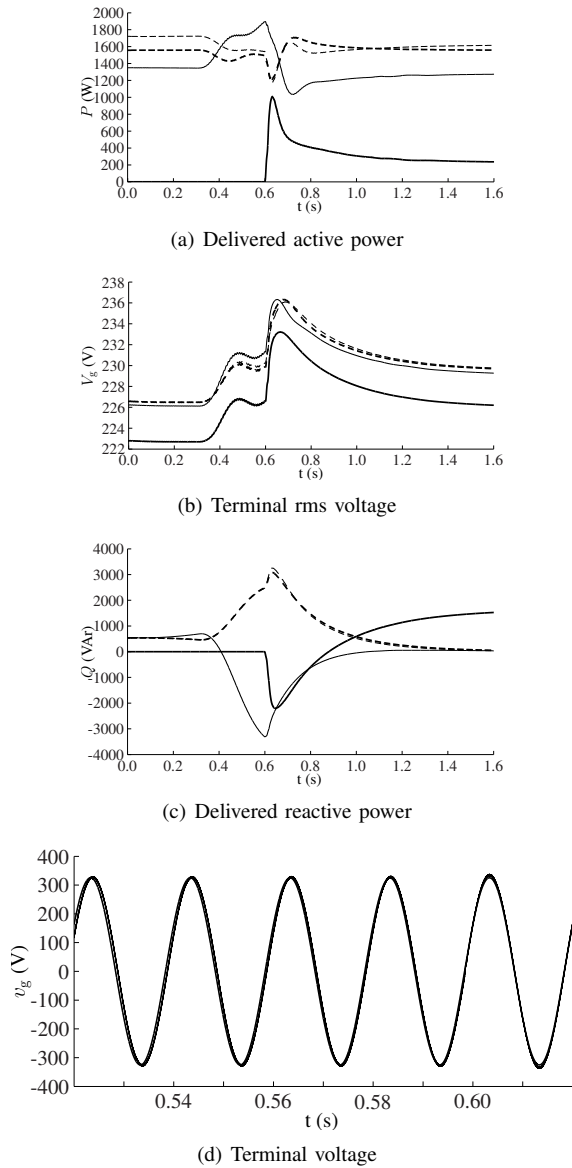 2000
1800
1600
1400
1200
1000
800
600
400
200
0
P (W)
0.0 0.2 0.4 0.6 0.8 1.0 1.2 1.4 1.6
t (s)
(a) Delivered active power
238
236
234
232
230
228
226
224
222
Vg (V)
0.0 0.2 0.4 0.6 0.8 1.0 1.2 1.4 1.6
t (s)
(b) Terminal rms voltage
4000
3000
2000
1000
0
-1000
-2000
-3000
-4000
Q (VAr)
0.0 0.2 0.4 0.6 0.8 1.0 1.2 1.4 1.6
t (s)
(c) Delivered reactive power
400
300
200
100
0
-100
-200
-300
-400
vg (V)
0.54 0.56 0.58 0.60
t (s)
(d) Terminal voltage